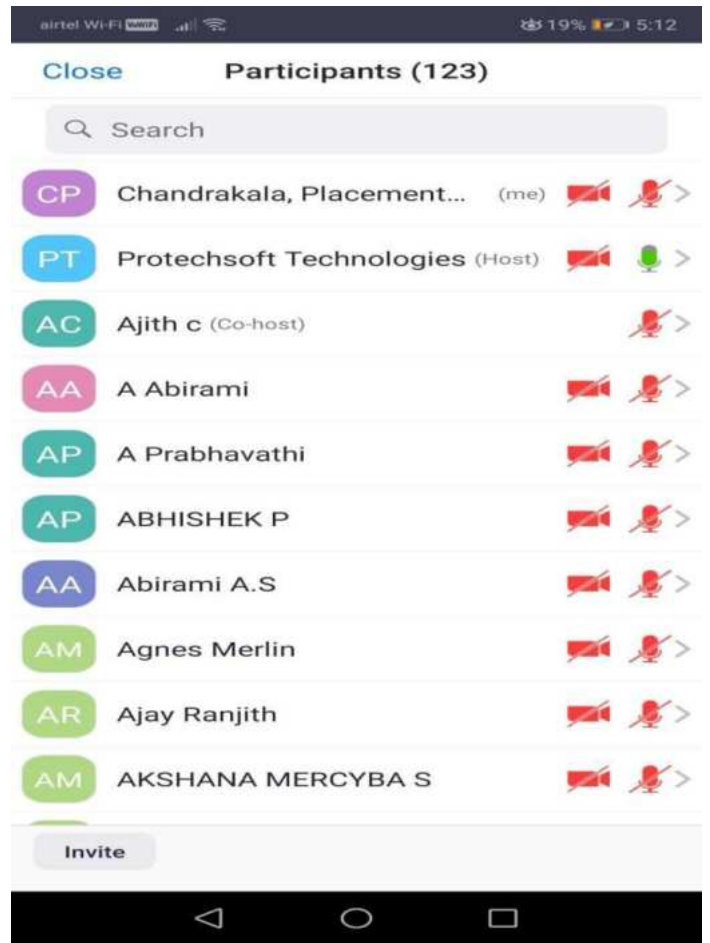 airtel Wi-Fi VoWiFi 19% 5:12
Close Participants (123)
Search
CP Chandrakala, Placement... (me)
PT Protechsoft Technologies (Host)
AC Ajith c (Co-host)
AA A Abirami
AP A Prabhavathi
AP ABHISHEK P
AA Abirami A.S
AM Agnes Merlin
AR Ajay Ranjith
AM AKSHANA MERCYBA S
Invite